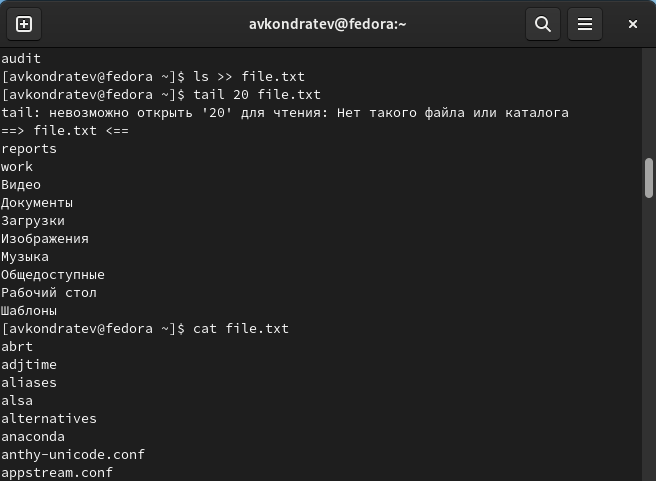 avkondratev@fedora:~
audit
[avkondratev@fedora ~]$ ls >> file.txt
[avkondratev@fedora ~]$ tail 20 file.txt
tail: невозможно открыть '20' для чтения: Нет такого файла или каталога
==> file.txt <==
reports
work
Видео
Документы
Загрузки
Изображения
Музыка
Общедоступные
Рабочий стол
Шаблоны
[avkondratev@fedora ~]$ cat file.txt
abrt
adjtime
aliases
alsa
alternatives
anaconda
anthy-unicode.conf
appstream.conf